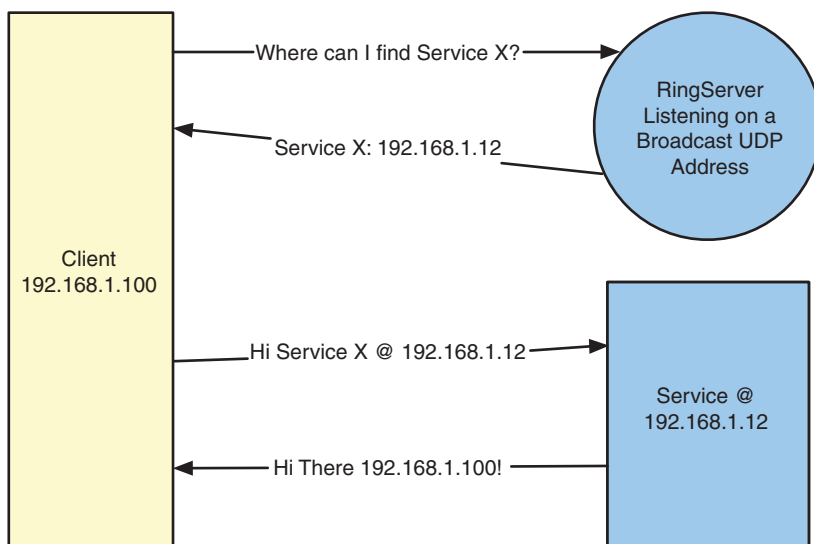 Where can I find Service X?
RingServer
Listening on a
Broadcast UDP
Address
Service X: 192.168.1.12
Client
192.168.1.100
Hi Service X @ 192.168.1.12
Service @
192.168.1.12
Hi There 192.168.1.100!